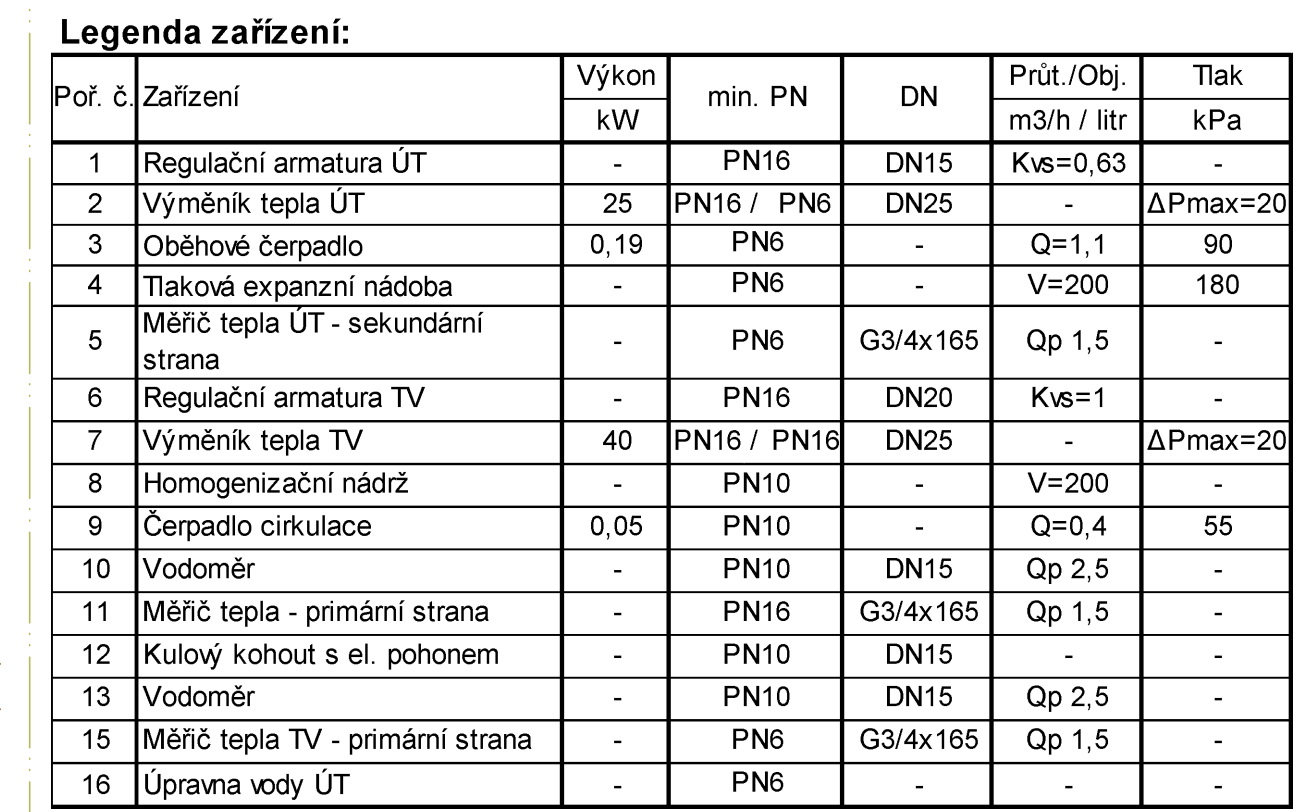 Legenda zařízení:
Poř. č. Zařízení Výkon min. PN DN Průt./Obj. Tlak
kW m3/h / litr kPa
1 Regulační armatura ÚT - PN16 DN15 Kvs=0,63 -
2 Výměník tepla ÚT 25 PN16 / PN6 DN25 - ΔPmax=20
3 Oběhové čerpadlo 0,19 PN6 - Q=1,1 90
4 Tlaková expanzní nádoba - PN6 - V=200 180
5 Měřič tepla ÚT - sekundární
strana - PN6 G3/4x165 Qp 1,5 -
6 Regulační armatura TV - PN16 DN20 Kvs=1 -
7 Výměník tepla TV 40 PN16 / PN16 DN25 - ΔPmax=20
8 Homogenizační nádrž - PN10 - V=200 -
9 Čerpadlo cirkulace 0,05 PN10 - Q=0,4 55
10 Vodoměr - PN10 DN15 Qp 2,5 -
11 Měřič tepla - primární strana - PN16 G3/4x165 Qp 1,5 -
12 Kulový kohout s el. pohonem - PN10 DN15 - -
13 Vodoměr - PN10 DN15 Qp 2,5 -
15 Měřič tepla TV - primární strana - PN6 G3/4x165 Qp 1,5 -
16 Úpravna vody ÚT - PN6 - - -